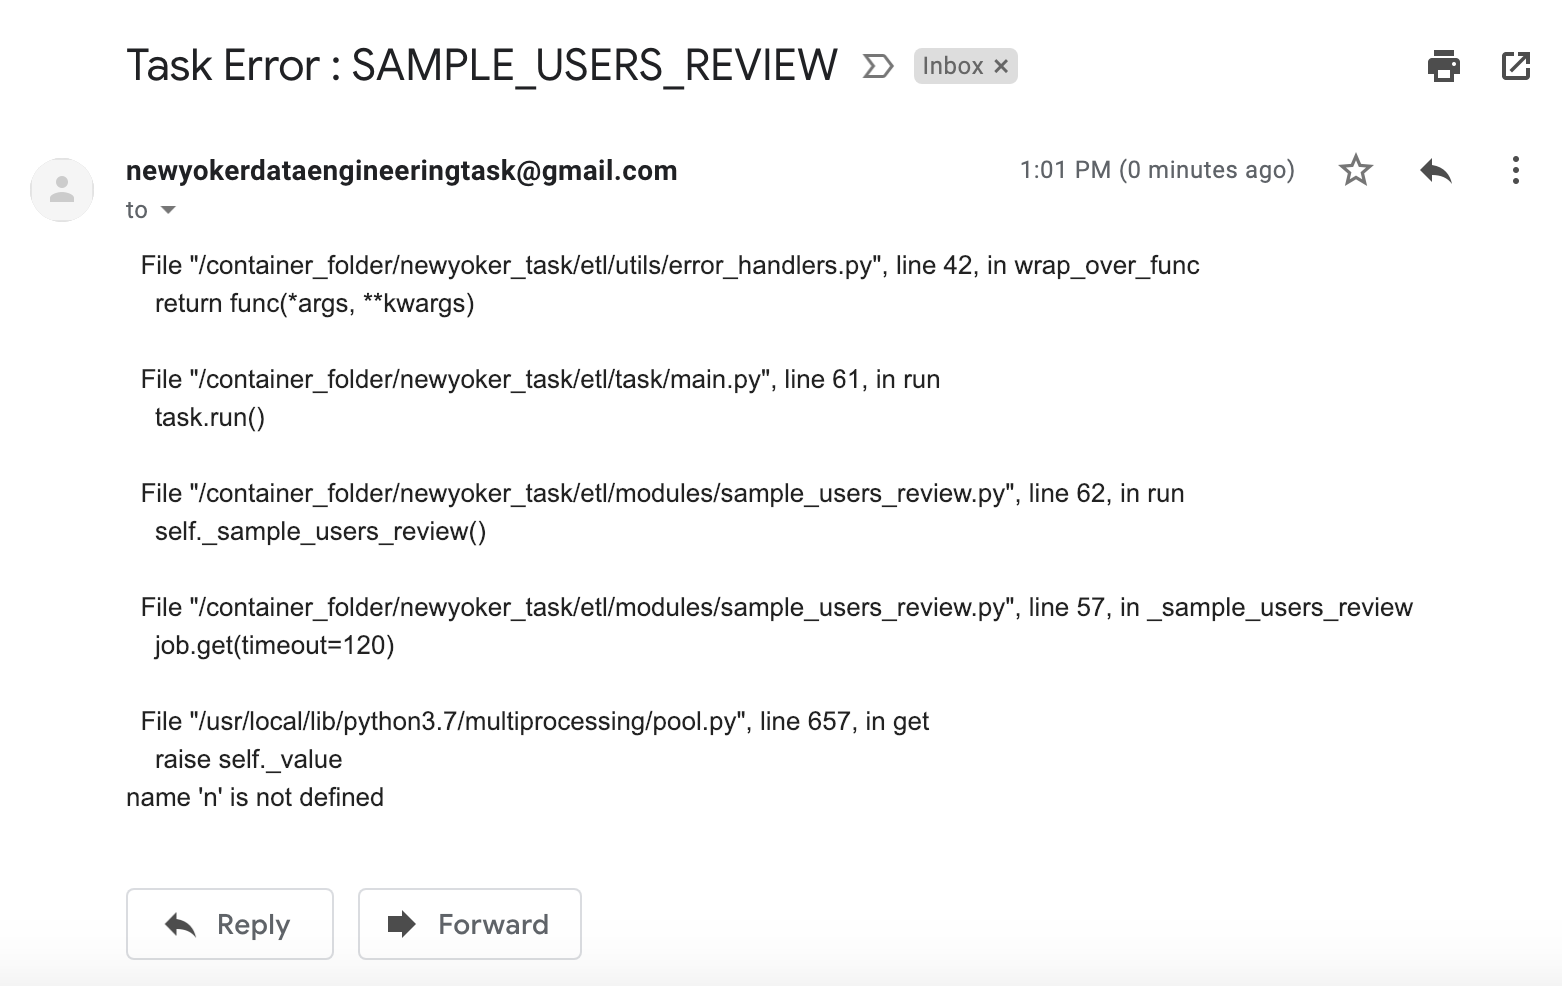 Task Error : SAMPLE_USERS_REVIEW Inbox ×
newyokerdataengineeringtask@gmail.com 1:01 PM (0 minutes ago)
to
File "/container_folder/newyoker_task/etl/utils/error_handlers.py", line 42, in wrap_over_func
return func(*args, **kwargs)
File "/container_folder/newyoker_task/etl/task/main.py", line 61, in run
task.run()
File "/container_folder/newyoker_task/etl/modules/sample_users_review.py", line 62, in run
self._sample_users_review()
File "/container_folder/newyoker_task/etl/modules/sample_users_review.py", line 57, in _sample_users_review
job.get(timeout=120)
File "/usr/local/lib/python3.7/multiprocessing/pool.py", line 657, in get
raise self._value
name 'n' is not defined
Reply Forward